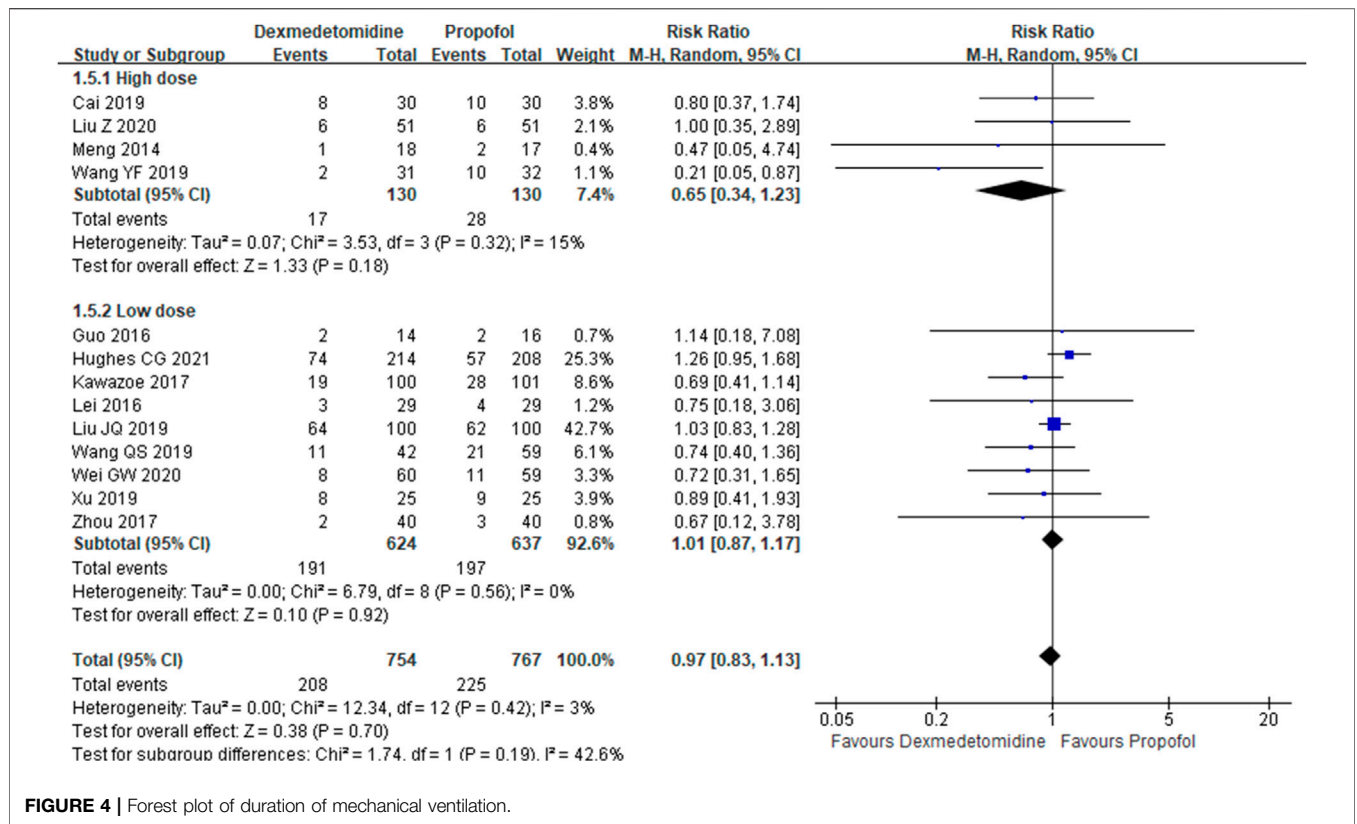 Dexmedetomidine Propofol Risk Ratio Risk Ratio
Study or Subgroup Events Total Events Total Weight M-H, Random, 95% CI M-H, Random, 95% CI
1.5.1 High dose
Cai 2019 8 30 10 30 3.8% 0.80 [0.37, 1.74]
Liu Z 2020 6 51 6 51 2.1% 1.00 [0.35, 2.89]
Meng 2014 1 18 2 17 0.4% 0.47 [0.05, 4.74]
Wang YF 2019 2 31 10 32 1.1% 0.21 [0.05, 0.87]
Subtotal (95% CI) 130 130 7.4% 0.65 [0.34, 1.23]
Total events 17 28
Heterogeneity: Tau² = 0.07; Chi² = 3.53, df = 3 (P = 0.32); I² = 15%
Test for overall effect: Z = 1.33 (P = 0.18)
1.5.2 Low dose
Guo 2016 2 14 2 16 0.7% 1.14 [0.18, 7.08]
Hughes CG 2021 74 214 57 208 25.3% 1.26 [0.95, 1.68]
Kawazoe 2017 19 100 28 101 8.6% 0.69 [0.41, 1.14]
Lei 2016 3 29 4 29 1.2% 0.75 [0.18, 3.06]
Liu JQ 2019 64 100 62 100 42.7% 1.03 [0.83, 1.28]
Wang QS 2019 11 42 21 59 6.1% 0.74 [0.40, 1.36]
Wei GW 2020 8 60 11 59 3.3% 0.72 [0.31, 1.65]
Xu 2019 8 25 9 25 3.9% 0.89 [0.41, 1.93]
Zhou 2017 2 40 3 40 0.8% 0.67 [0.12, 3.78]
Subtotal (95% CI) 624 637 92.6% 1.01 [0.87, 1.17]
Total events 191 197
Heterogeneity: Tau² = 0.00; Chi² = 6.79, df = 8 (P = 0.56); I² = 0%
Test for overall effect: Z = 0.10 (P = 0.92)
Total (95% CI) 754 767 100.0% 0.97 [0.83, 1.13]
Total events 208 225
Heterogeneity: Tau² = 0.00; Chi² = 12.34, df = 12 (P = 0.42); I² = 3%
Test for overall effect: Z = 0.38 (P = 0.70)
Test for subgroup differences: Chi² = 1.74, df = 1 (P = 0.19), I² = 42.6%
0.05 0.2 1 5 20
Favours Dexmedetomidine Favours Propofol
FIGURE 4 | Forest plot of duration of mechanical ventilation.